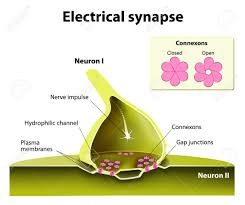 Electrical synapse
Connexons
Closed
Open
Neuron I
Nerve impulse
Hydrophilic channel
Plasma
membranes
Connexons
Gap junctions
Neuron II